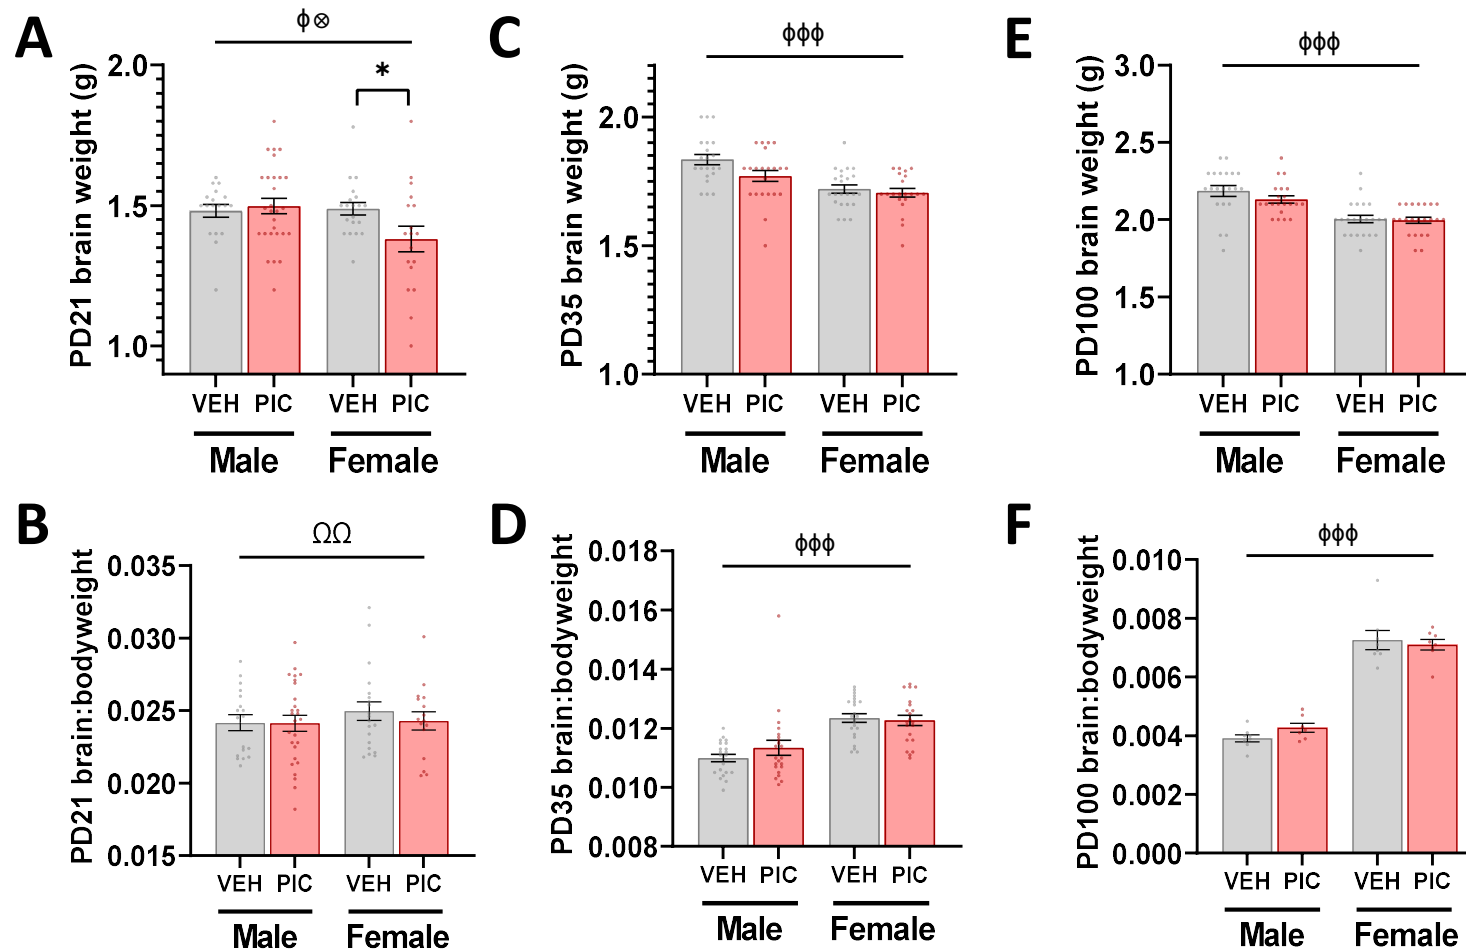 A
ϕ⊗
*
PD21 brain weight (g)
2.0
1.5
1.0
VEH PIC VEH PIC
Male Female
C
ϕϕϕ
PD35 brain weight (g)
2.0
1.5
1.0
VEH PIC VEH PIC
Male Female
E
ϕϕϕ
PD100 brain weight (g)
3.0
2.5
2.0
1.5
1.0
VEH PIC VEH PIC
Male Female
B
ΩΩ
PD21 brain:bodyweight
0.035
0.030
0.025
0.020
0.015
VEH PIC VEH PIC
Male Female
D
ϕϕϕ
PD35 brain:bodyweight
0.018
0.016
0.014
0.012
0.010
0.008
VEH PIC VEH PIC
Male Female
F
ϕϕϕ
PD100 brain:bodyweight
0.010
0.008
0.006
0.004
0.002
0.000
VEH PIC VEH PIC
Male Female